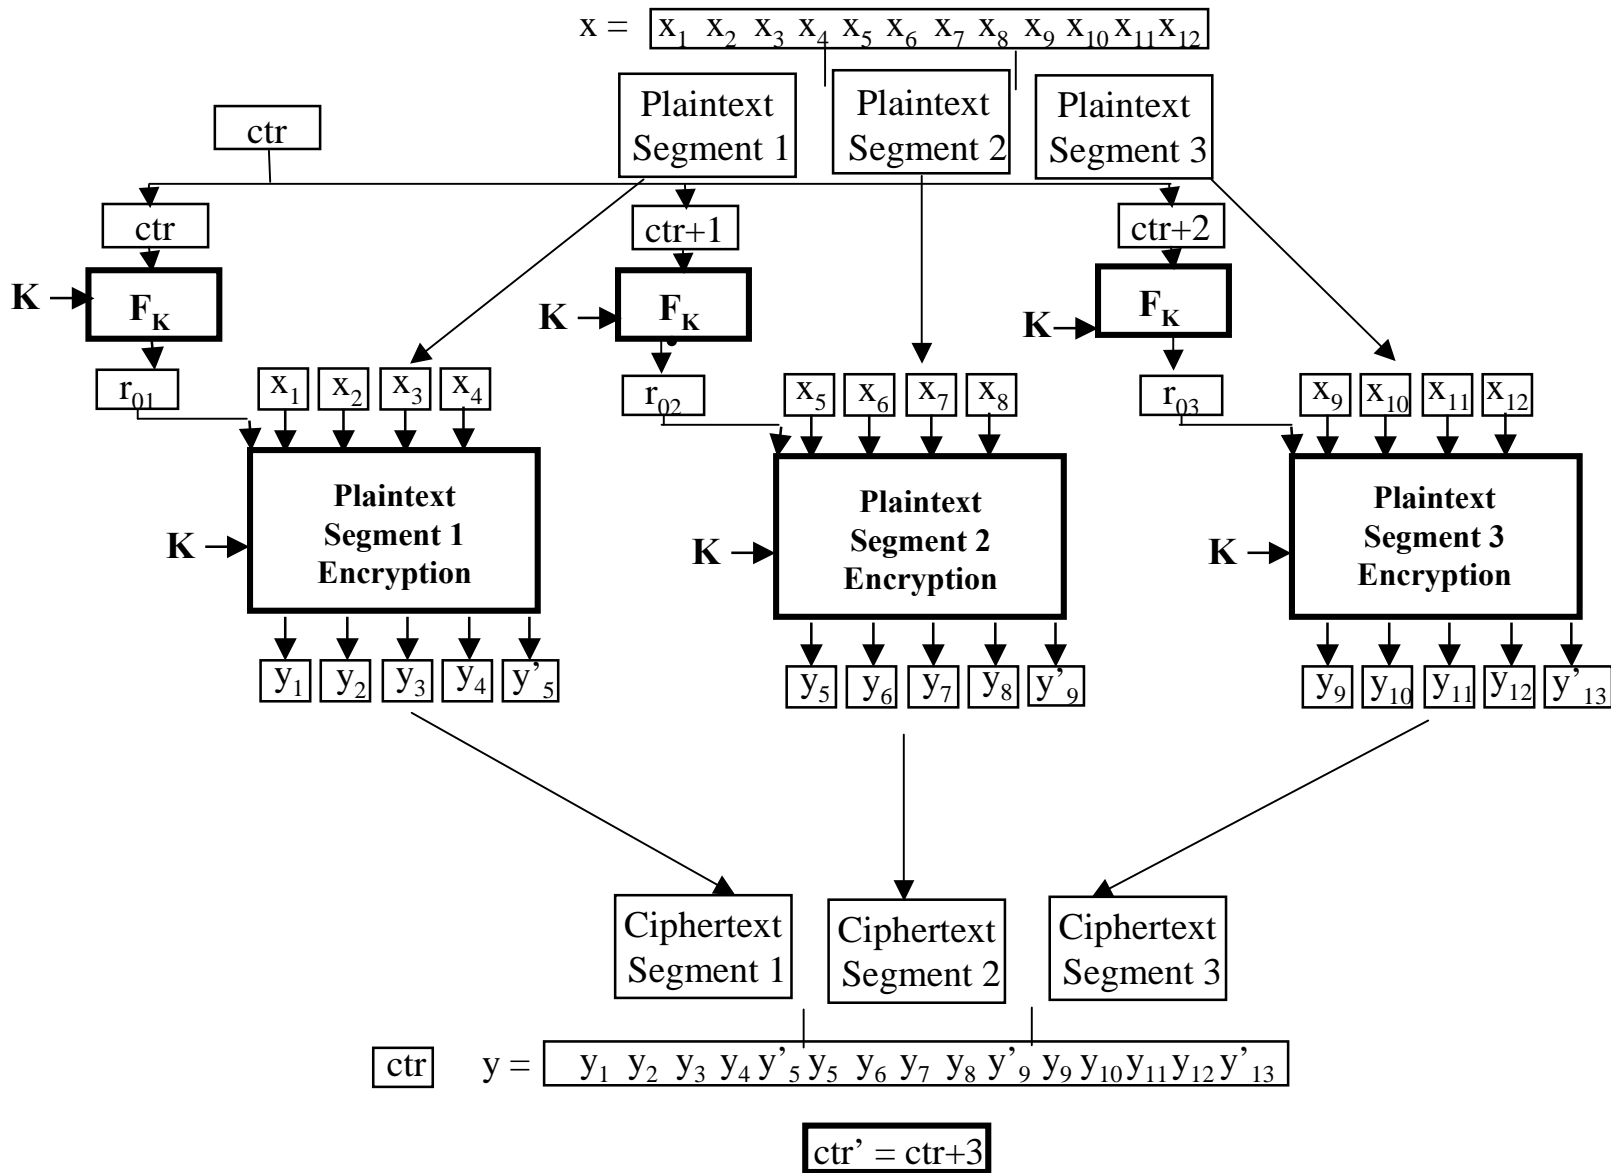 x = x₁ x₂ x₃ x₄ x₅ x₆ x₇ x₈ x₉ x₁₀ x₁₁ x₁₂
Plaintext
Segment 1
Plaintext
Segment 2
Plaintext
Segment 3
ctr
ctr
ctr+1
ctr+2
K
F_K
K
F_K
K
F_K
r₀₁
x₁ x₂ x₃ x₄
r₀₂
x₅ x₆ x₇ x₈
r₀₃
x₉ x₁₀ x₁₁ x₁₂
K
Plaintext
Segment 1
Encryption
K
Plaintext
Segment 2
Encryption
K
Plaintext
Segment 3
Encryption
y₁ y₂ y₃ y₄ y’₅
y₅ y₆ y₇ y₈ y’₉
y₉ y₁₀ y₁₁ y₁₂ y’₁₃
Ciphertext
Segment 1
Ciphertext
Segment 2
Ciphertext
Segment 3
ctr
y = y₁ y₂ y₃ y₄ y’₅ y₅ y₆ y₇ y₈ y’₉ y₉ y₁₀ y₁₁ y₁₂ y’₁₃
ctr’ = ctr+3